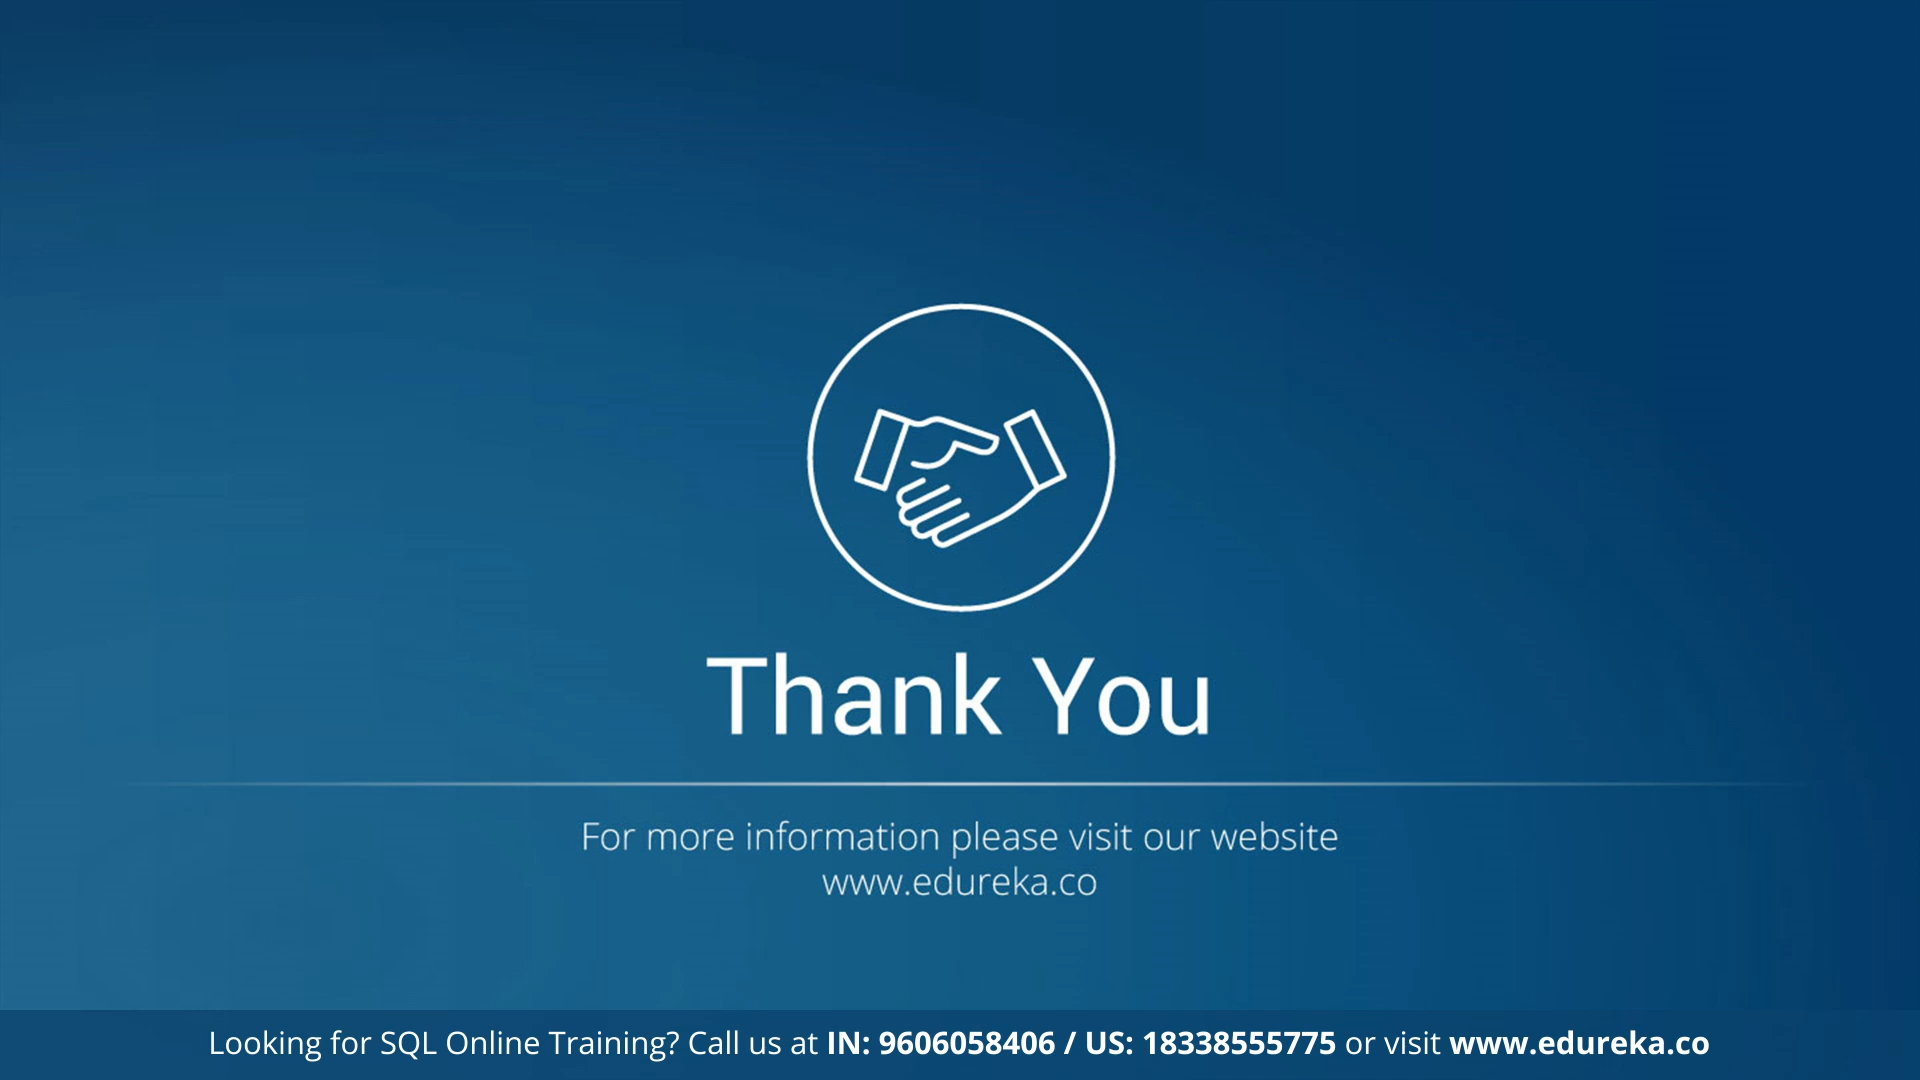 Thank You
For more information please visit our website
www.edureka.co
Looking for SQL Online Training? Call us at IN: 9606058406 / US: 18338555775 or visit www.edureka.co